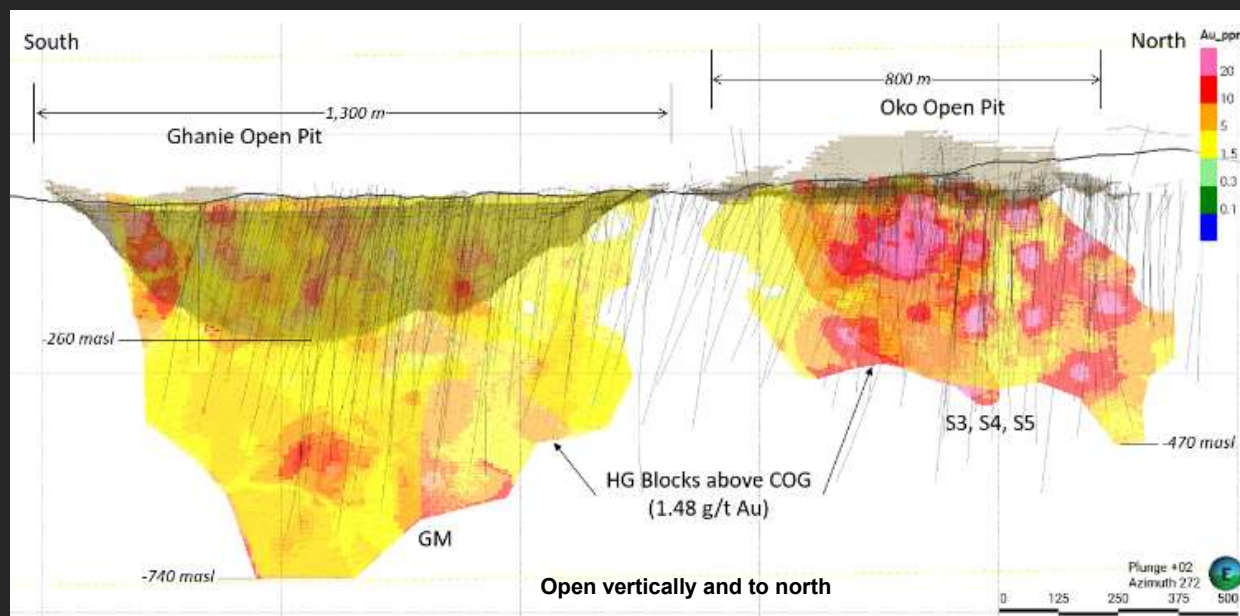 South
North
Au_ppm
800 m
20
1,300 m
Oko Open Pit
10
Ghanie Open Pit
5
1.5
0.3
0.1
-260 masl
S3, S4, S5
-470 masl
HG Blocks above COG
(1.48 g/t Au)
GM
-740 masl
Open vertically and to north
Plunge +02
Azimuth 272
E
0 125 250 375 500